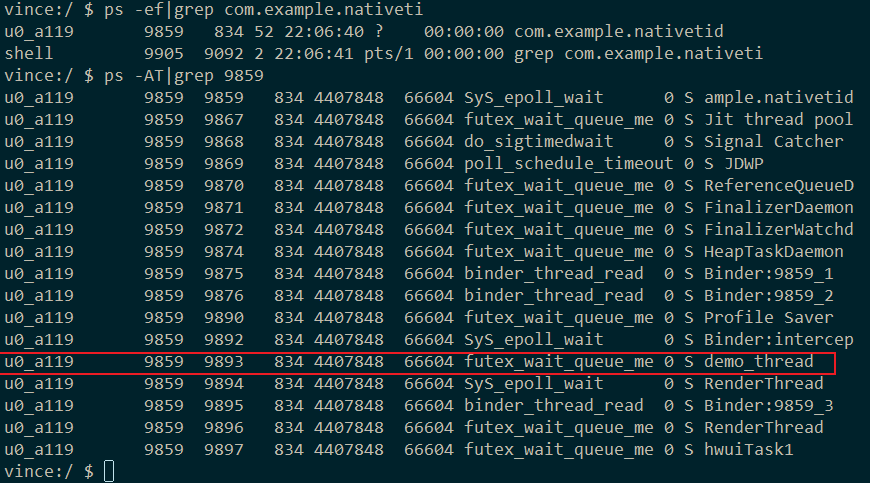 vince:/ $ ps -ef|grep com.example.nativeti
u0_a119        9859   834 52 22:06:40 ?    00:00:00 com.example.nativetid
shell          9905  9092 2 22:06:41 pts/1 00:00:00 grep com.example.nativeti
vince:/ $ ps -AT|grep 9859
u0_a119        9859  9859   834 4407848  66604 SyS_epoll_wait      0 S ample.nativetid
u0_a119        9859  9867   834 4407848  66604 futex_wait_queue_me 0 S Jit thread pool
u0_a119        9859  9868   834 4407848  66604 do_sigtimedwait     0 S Signal Catcher
u0_a119        9859  9869   834 4407848  66604 poll_schedule_timeout 0 S JDWP
u0_a119        9859  9870   834 4407848  66604 futex_wait_queue_me 0 S ReferenceQueueD
u0_a119        9859  9871   834 4407848  66604 futex_wait_queue_me 0 S FinalizerDaemon
u0_a119        9859  9872   834 4407848  66604 futex_wait_queue_me 0 S FinalizerWatchd
u0_a119        9859  9874   834 4407848  66604 futex_wait_queue_me 0 S HeapTaskDaemon
u0_a119        9859  9875   834 4407848  66604 binder_thread_read  0 S Binder:9859_1
u0_a119        9859  9876   834 4407848  66604 binder_thread_read  0 S Binder:9859_2
u0_a119        9859  9890   834 4407848  66604 futex_wait_queue_me 0 S Profile Saver
u0_a119        9859  9892   834 4407848  66604 SyS_epoll_wait      0 S Binder:intercep
u0_a119        9859  9893   834 4407848  66604 futex_wait_queue_me 0 S demo_thread
u0_a119        9859  9894   834 4407848  66604 SyS_epoll_wait      0 S RenderThread
u0_a119        9859  9895   834 4407848  66604 binder_thread_read  0 S Binder:9859_3
u0_a119        9859  9896   834 4407848  66604 futex_wait_queue_me 0 S RenderThread
u0_a119        9859  9897   834 4407848  66604 futex_wait_queue_me 0 S hwuiTask1
vince:/ $